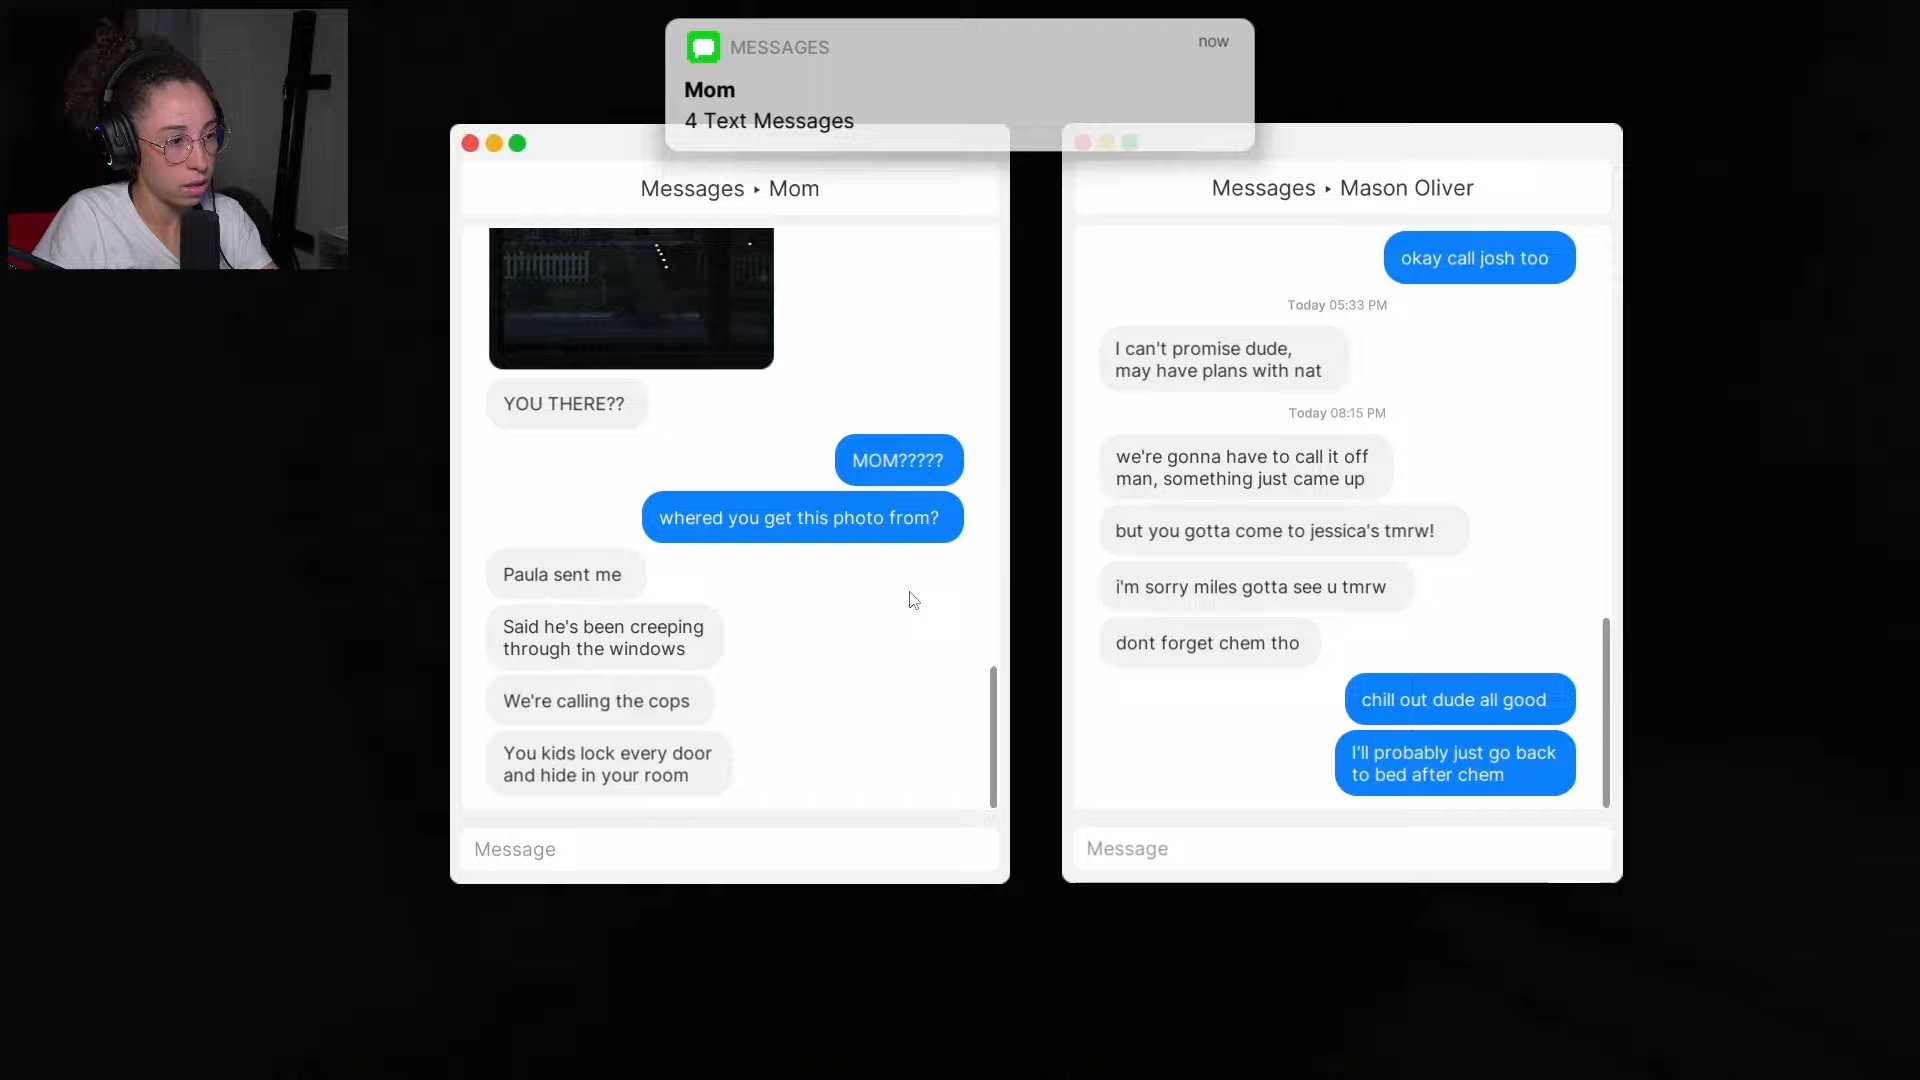 MESSAGES
now
Mom
4 Text Messages
Messages ▸ Mom
YOU THERE??
MOM?????
whered you get this photo from?
Paula sent me
Said he's been creeping
through the windows
We're calling the cops
You kids lock every door
and hide in your room
Message
Messages ▸ Mason Oliver
okay call josh too
Today 05:33 PM
I can't promise dude,
may have plans with nat
Today 08:15 PM
we're gonna have to call it off
man, something just came up
but you gotta come to jessica's tmrw!
i'm sorry miles gotta see u tmrw
dont forget chem tho
chill out dude all good
I'll probably just go back
to bed after chem
Message